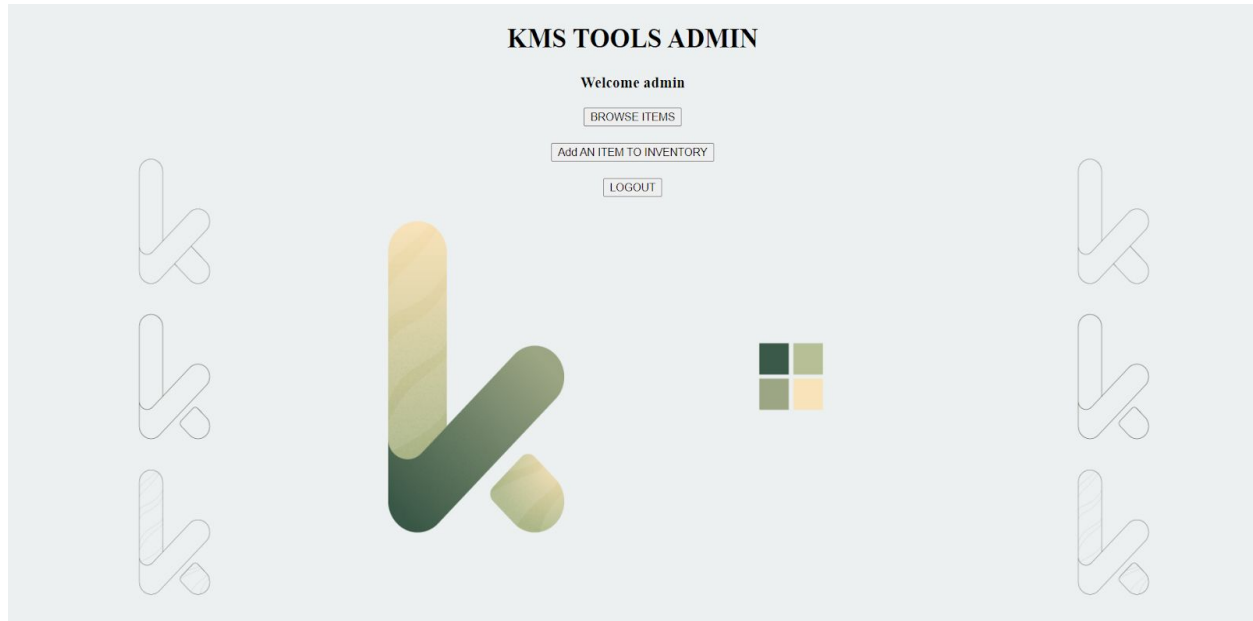 KMS TOOLS ADMIN
Welcome admin
BROWSE ITEMS
Add AN ITEM TO INVENTORY
LOGOUT